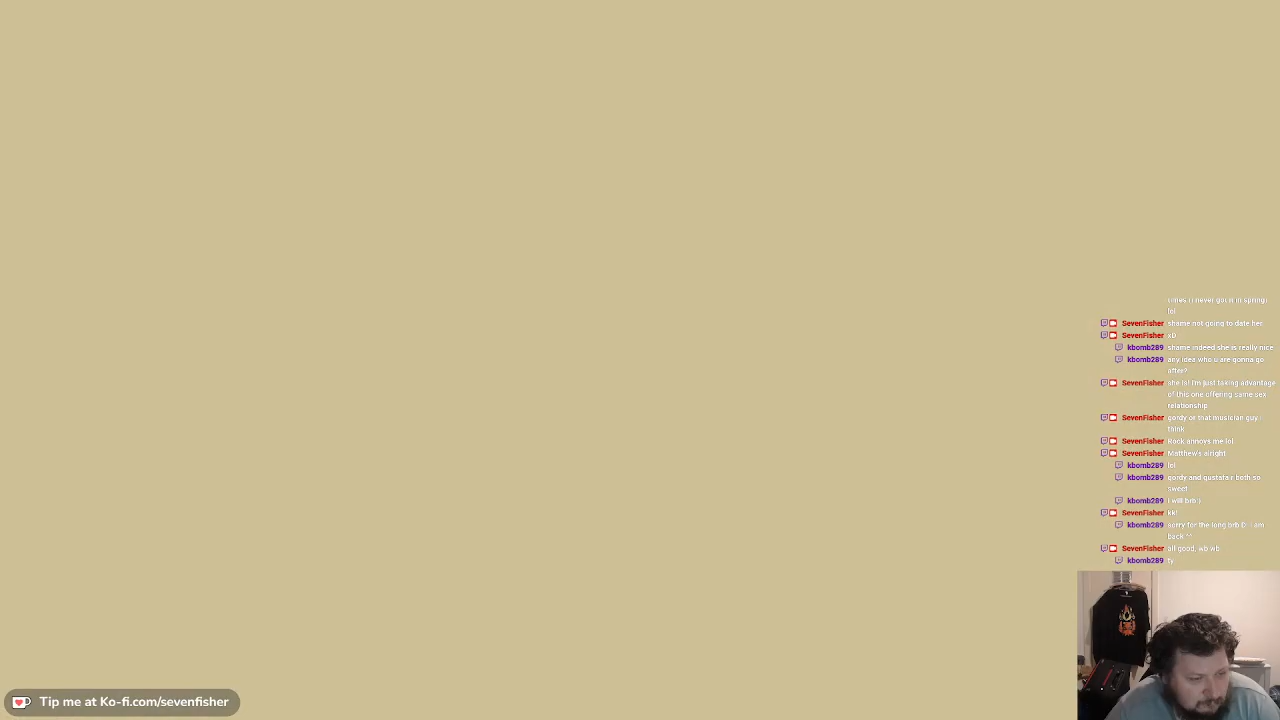 lol
SevenFisher shame not going to date her
SevenFisher xD
kbomb289 shame indeed she is really nice
kbomb289 any idea who u are gonna go
after?
SevenFisher she is! I'm just taking advantage
of this one offering same sex
relationship
SevenFisher gordy or that musician guy, i
think
SevenFisher Rock annoys me lol
SevenFisher Matthew's alright
kbomb289 lol
kbomb289 gordy and gustafa r both so
sweet
kbomb289 I will brb:)
SevenFisher kk!
kbomb289 sorry for the long brb:D i am
back ^^
SevenFisher all good, wb wb
kbomb289 ty
Tip me at Ko-fi.com/sevenfisher